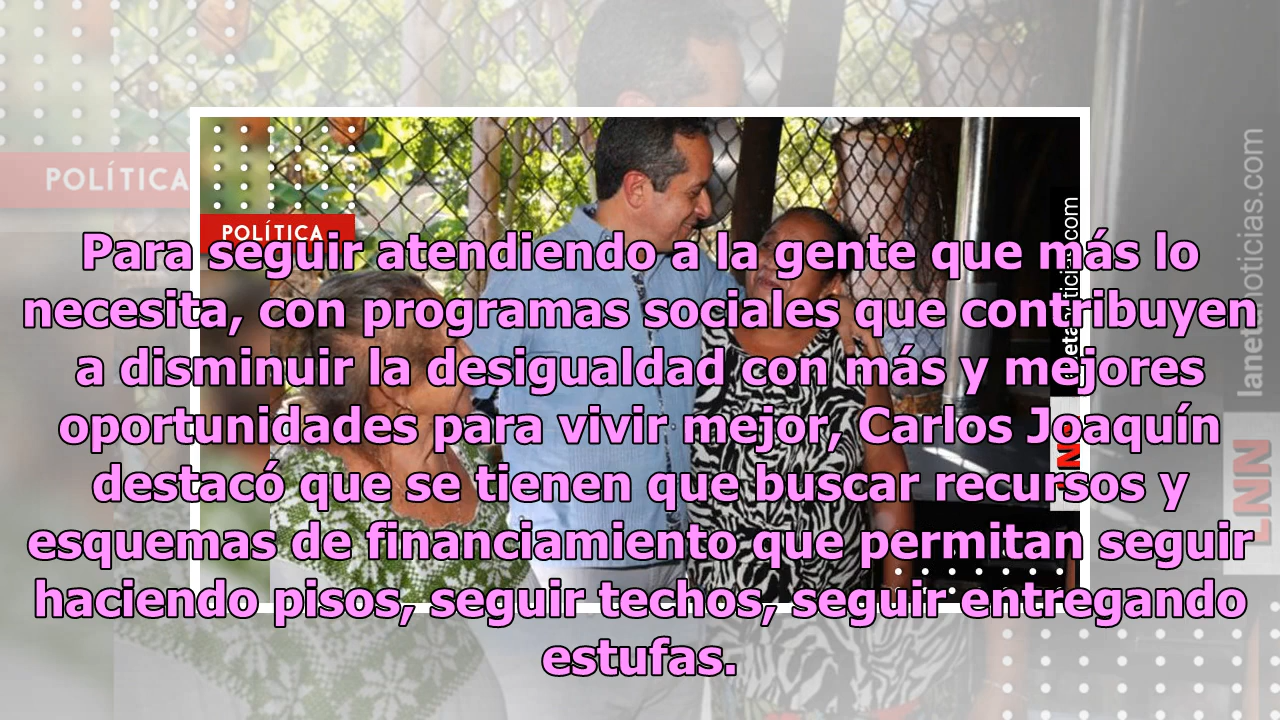 POLÍTICA
POLÍTICA
Para seguir atendiendo a la gente que más lo
necesita, con programas sociales que contribuyen
a disminuir la desigualdad con más y mejores
oportunidades para vivir mejor, Carlos Joaquín
destacó que se tienen que buscar recursos y
esquemas de financiamiento que permitan seguir
haciendo pisos, seguir techos, seguir entregando
estufas.
lanetanoticias.com
LNN